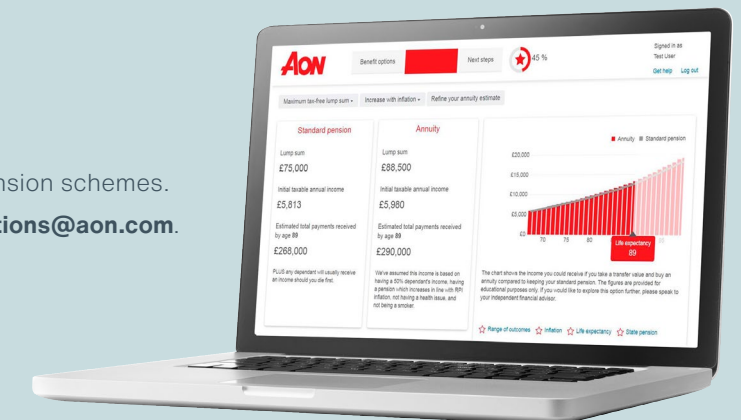 nsion schemes.
tions@aon.com.
AON
Benefit options
Next steps
45 %
Signed in as
Test User
Get help Log out
Maximum tax-free lump sum
Increase with inflation
Refine your annuity estimate
Standard pension
Lump sum
£75,000
Initial taxable annual income
£5,813
Estimated total payments received
by age 89
£268,000
PLUS any dependant will usually receive
an income should you die first.
Annuity
Lump sum
£88,500
Initial taxable annual income
£5,980
Estimated total payments received
by age 89
£290,000
We've assumed this income is based on
having a 50% dependant's income, having
a pension which increases in line with RPI
inflation, not having a health issue, and
not being a smoker.
Annuity Standard pension
£20,000
£15,000
£10,000
£5,000
£0
70 75 80
Life expectancy
89
The chart shows the income you could receive if you take a transfer value and buy an
annuity compared to keeping your standard pension. The figures are provided for
educational purposes only. If you would like to explore this option further, please speak to
your independent financial advisor.
Range of outcomes Inflation Life expectancy State pension